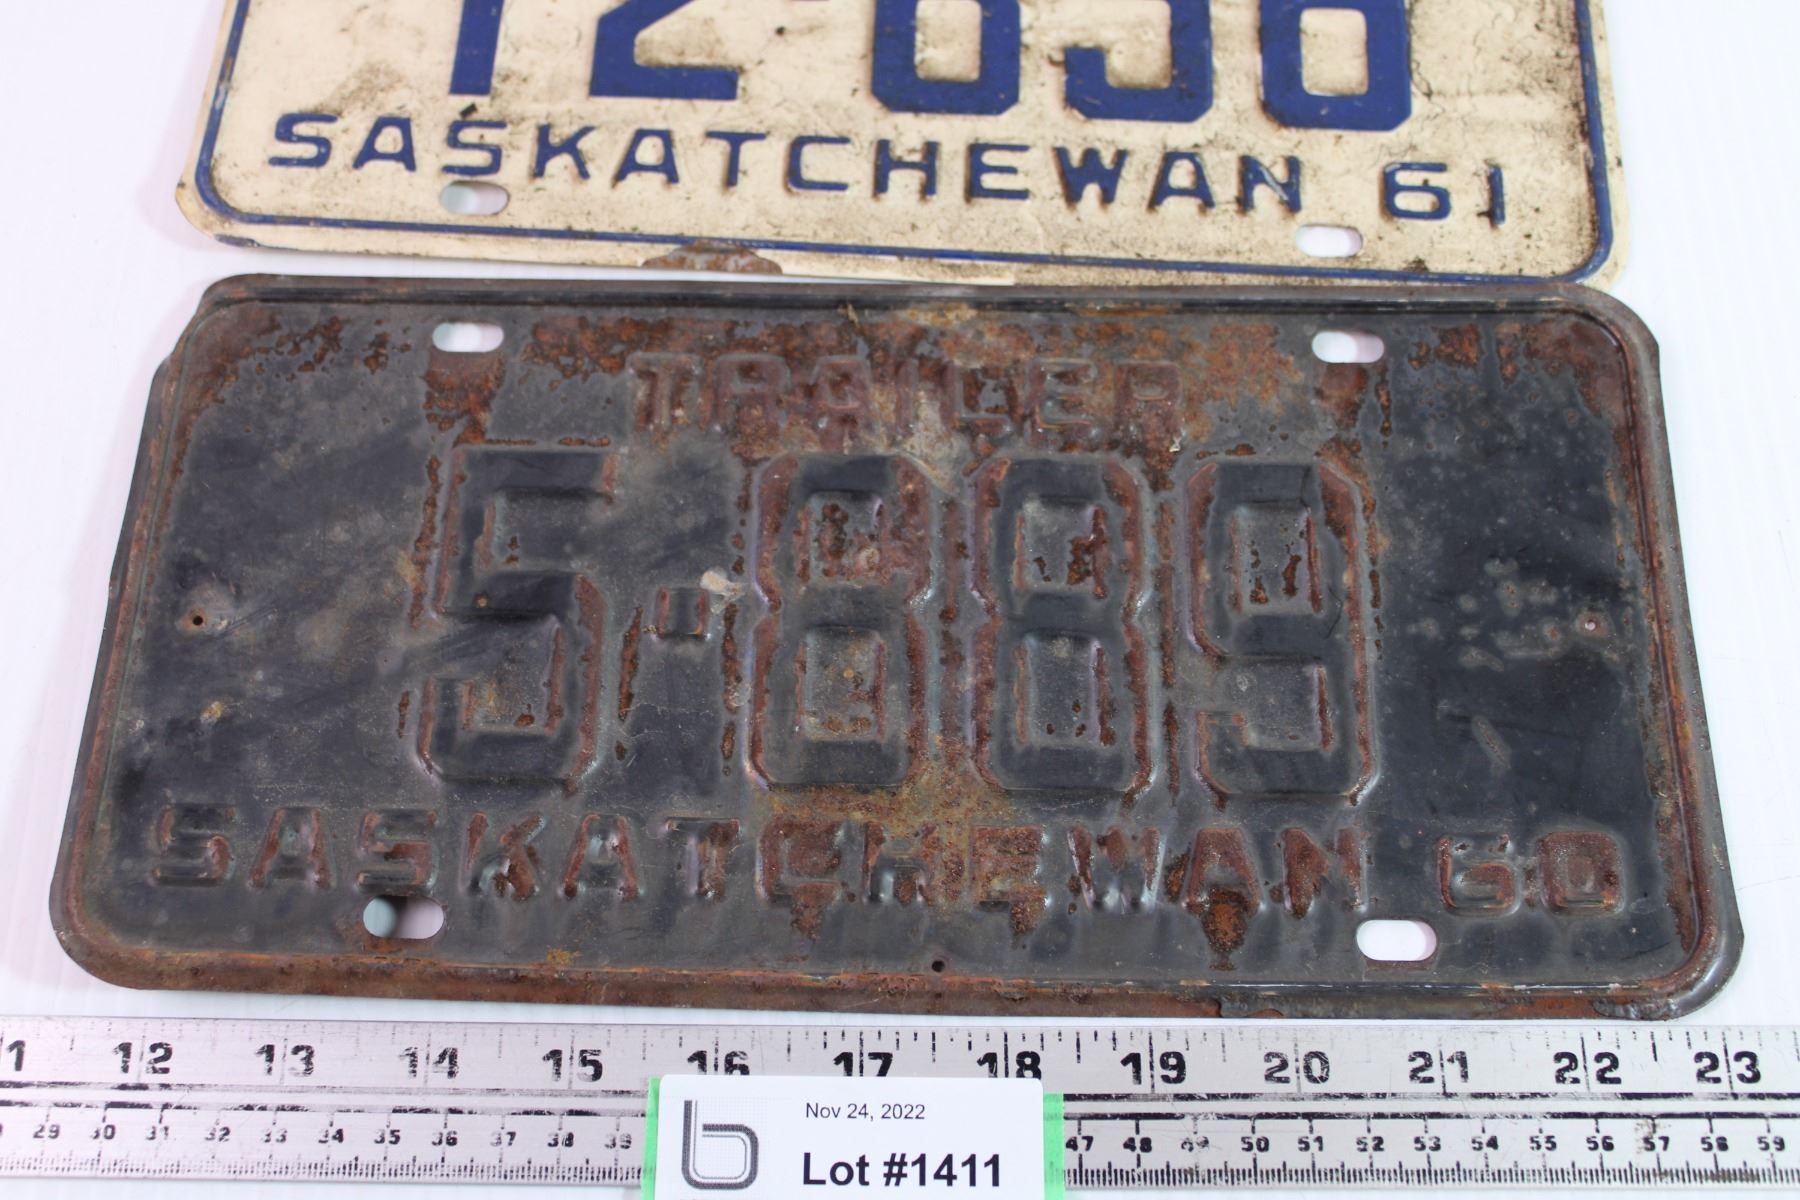 SASKATCHEWAN 61
TRAILER
5-889
SASKATCHEWAN 60
12 13 14 15 16 17 18 19 20 21 22 23
29 30 31 32 33 34 35 36 37 38 39 47 48 49 50 51 52 53 54 55 56 57 58 59
Nov 24, 2022
b
Lot #1411